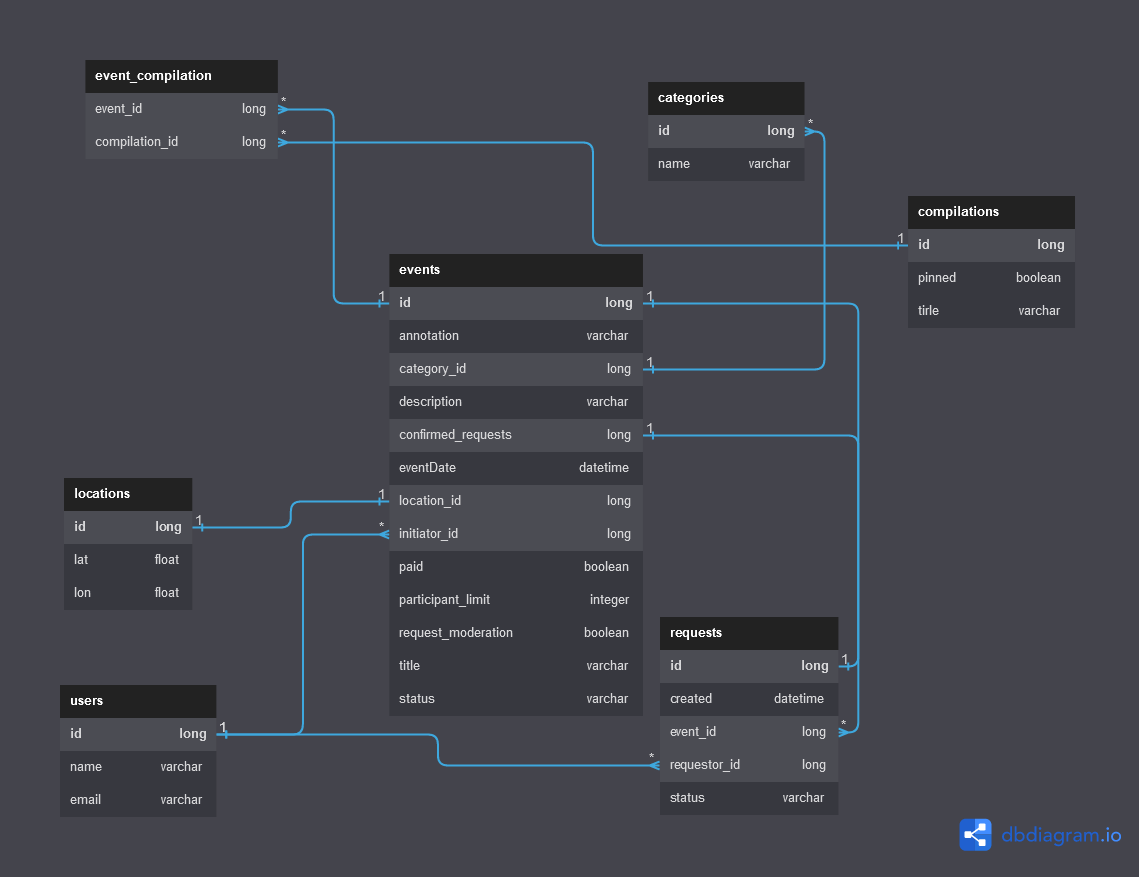 event_compilation
event_id long *
compilation_id long *
categories
id long *
name varchar
compilations
1 id long
pinned boolean
tirle varchar
events
1 id long 1
annotation varchar
category_id long 1
description varchar
confirmed_requests long 1
eventDate datetime
1 location_id long
* initiator_id long
paid boolean
participant_limit integer
request_moderation boolean
title varchar
status varchar
locations
id long 1
lat float
lon float
users
id long 1
name varchar
email varchar
requests
id long 1
created datetime
event_id long *
* requestor_id long
status varchar
dbdiagram.io